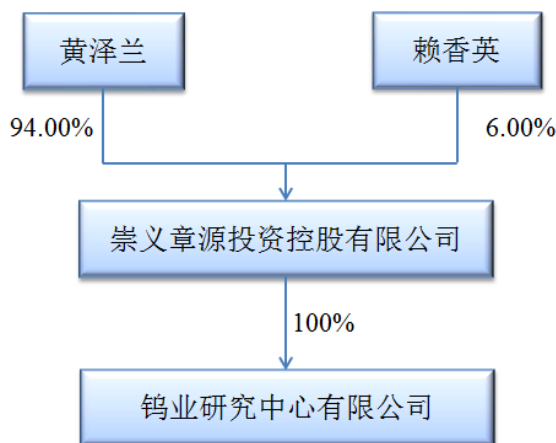 黄泽兰
赖香英
94.00%
6.00%
崇义章源投资控股有限公司
100%
钨业研究中心有限公司